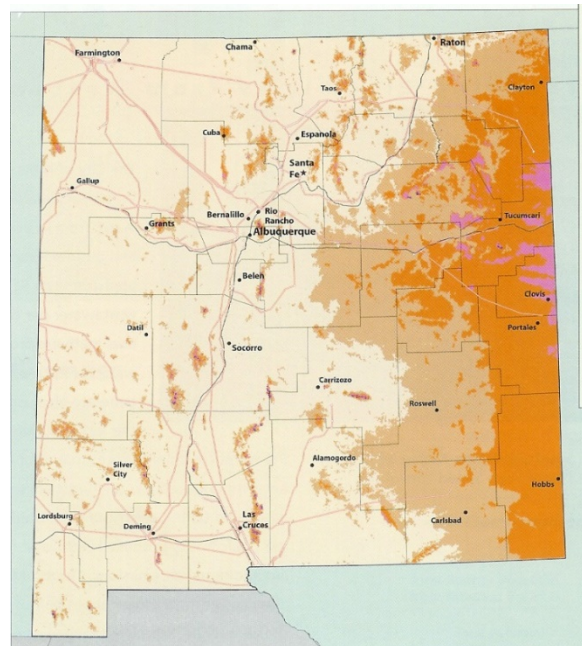 Chama
Raton
Farmington
Clayton
Taos
Cuba
Espanola
Santa
Fe
Gallup
Rio
Rancho
Bernalillo
Tucumcari
Grants
Albuquerque
Belen
Clovis
Portales
Datil
Socorro
Carrizozo
Roswell
Silver
City
Alamogordo
Hobbs
Las
Cruces
Carlsbad
Lordsburg
Deming